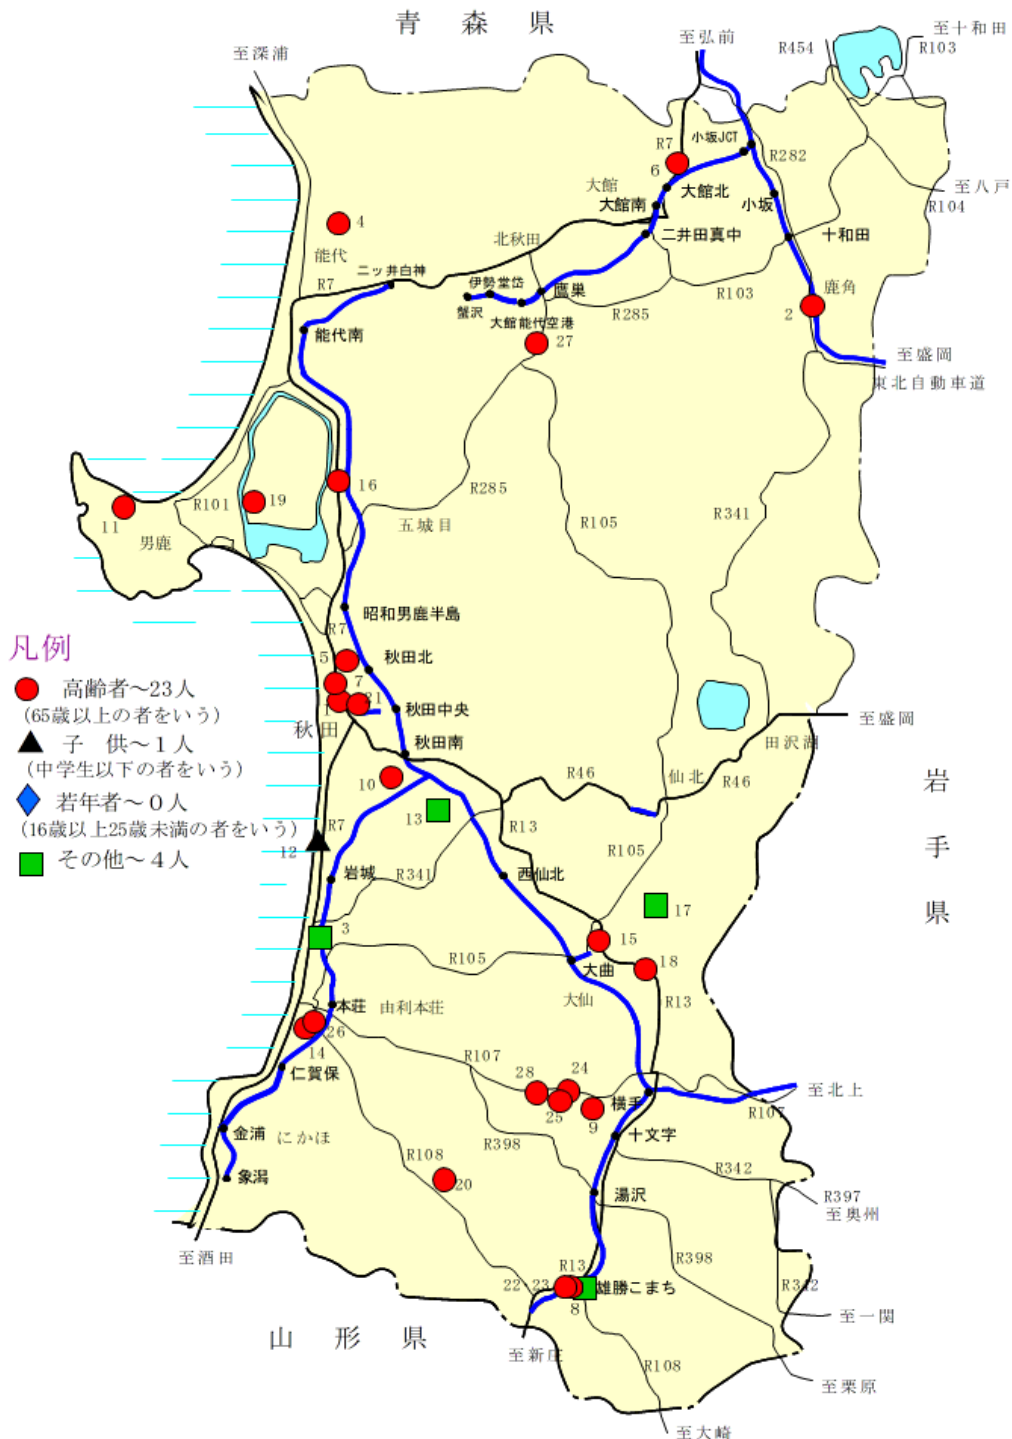 青　森　県
至弘前
至十和田
R454
R103
至深浦
小坂JCT
R7
R282
6
大館
大館北
至八戸
小坂
R104
大館南
4
二井田真中
十和田
北秋田
能代
二ッ井白神
R7
伊勢堂岱
鷹巣
R103
鹿角
蟹沢
R285
2
大館能代空港
能代南
27
至盛岡
東北自動車道
16
R285
19
R101
11
五城目
R105
R341
男鹿
昭和男鹿半島
R7
凡例
5
秋田北
高齢者～23人
7
21
(65歳以上の者をいう)
1
秋田中央
至盛岡
秋田
子　供～１人
秋田南
田沢湖
(中学生以下の者をいう)
10
R46
仙北
R46
岩手県
若年者～０人
13
(16歳以上25歳未満の者をいう)
R7
R13
12
R105
その他～４人
岩城
R341
西仙北
17
3
15
R105
大曲
18
大仙
R13
本荘
由利本荘
26
14
R107
仁賀保
28
24
至北上
25
横手
R107
9
金浦
にかほ
R398
十文字
R108
R342
象潟
20
湯沢
R397
至奥州
至酒田
R13
R398
22・23
雄勝こまち
R342
8
至一関
山　形　県
至新庄
R108
至栗原
至大崎